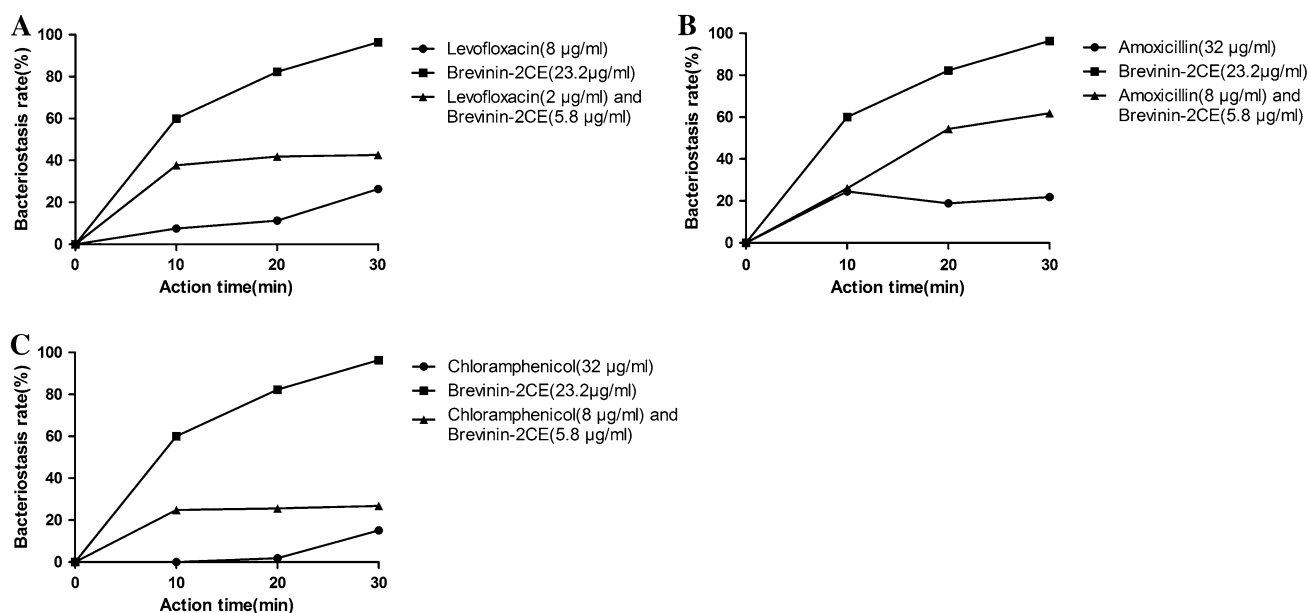 A
Bacteriostasis rate(%)
100
80
60
40
20
0
0 10 20 30
Action time(min)
Levofloxacin(8 µg/ml)
Brevinin-2CE(23.2µg/ml)
Levofloxacin(2 µg/ml) and
Brevinin-2CE(5.8 µg/ml)
B
Bacteriostasis rate(%)
100
80
60
40
20
0
0 10 20 30
Action time(min)
Amoxicillin(32 µg/ml)
Brevinin-2CE(23.2µg/ml)
Amoxicillin(8 µg/ml) and
Brevinin-2CE(5.8 µg/ml)
C
Bacteriostasis rate(%)
100
80
60
40
20
0
0 10 20 30
Action time(min)
Chloramphenicol(32 µg/ml)
Brevinin-2CE(23.2µg/ml)
Chloramphenicol(8 µg/ml) and
Brevinin-2CE(5.8 µg/ml)